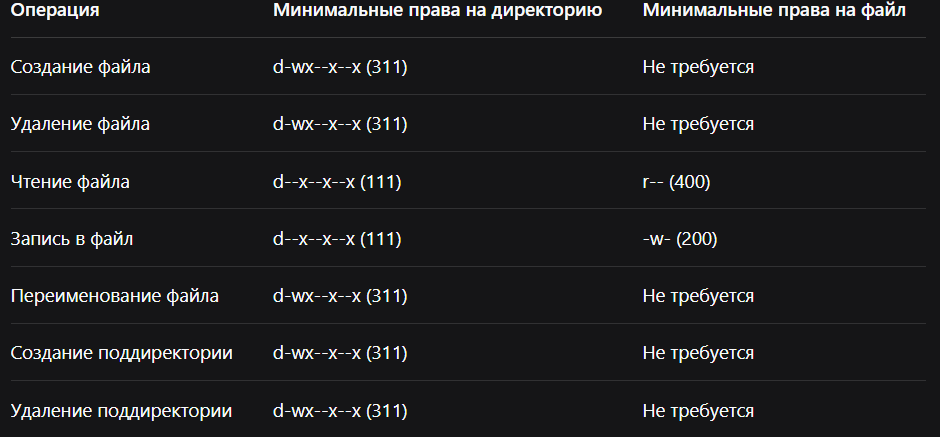 Операция Минимальные права на директорию Минимальные права на файл
Создание файла d-wx--x--x (311) Не требуется
Удаление файла d-wx--x--x (311) Не требуется
Чтение файла d--x--x--x (111) r-- (400)
Запись в файл d--x--x--x (111) -w- (200)
Переименование файла d-wx--x--x (311) Не требуется
Создание поддиректории d-wx--x--x (311) Не требуется
Удаление поддиректории d-wx--x--x (311) Не требуется